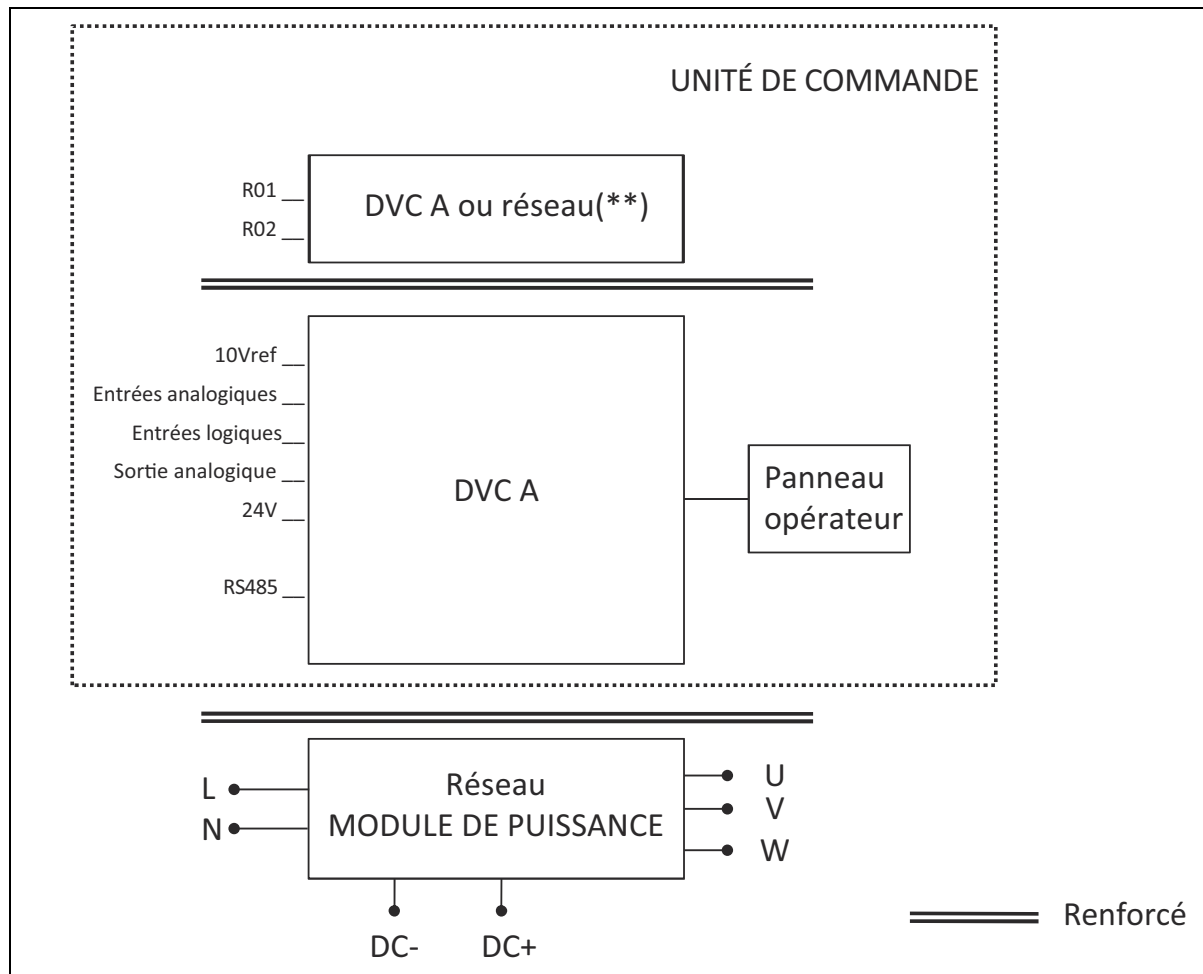 UNITÉ DE COMMANDE
R01
R02
DVC A ou réseau(**)
10Vref
Entrées analogiques
Entrées logiques
Sortie analogique
24V
RS485
DVC A
Panneau
opérateur
L
N
Réseau
MODULE DE PUISSANCE
U
V
W
DC-
DC+
Renforcé